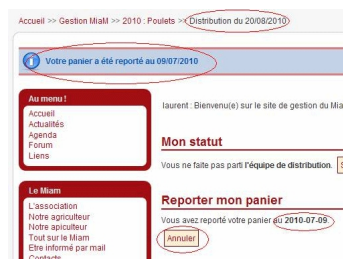 Accueil >> Gestion MiaM >> 2010 : Poulets >> Distribution du 20/08/2010
Votre panier a été reporté au 09/07/2010
Au menu !
Accueil
Actualités
Agenda
Forum
Liens
laurent : Bienvenu(e) sur le site de gestion du Mia
Mon statut
Vous ne faite pas parti l'équipe de distribution. S
Le Miam
L'association
Notre agriculteur
Notre apiculteur
Tout sur le Miam
Etre informé par mail
Contacts
Reporter mon panier
Vous avez reporté votre panier au 2010-07-09.
Annuler